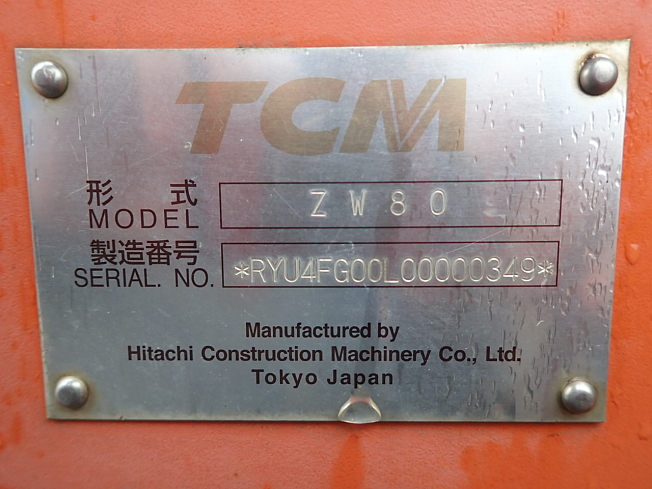 TCM
形 式
MODEL ZW80
製造番号
SERIAL. NO. *RYU4FG00L00000349*
Manufactured by
Hitachi Construction Machinery Co., Ltd.
Tokyo Japan